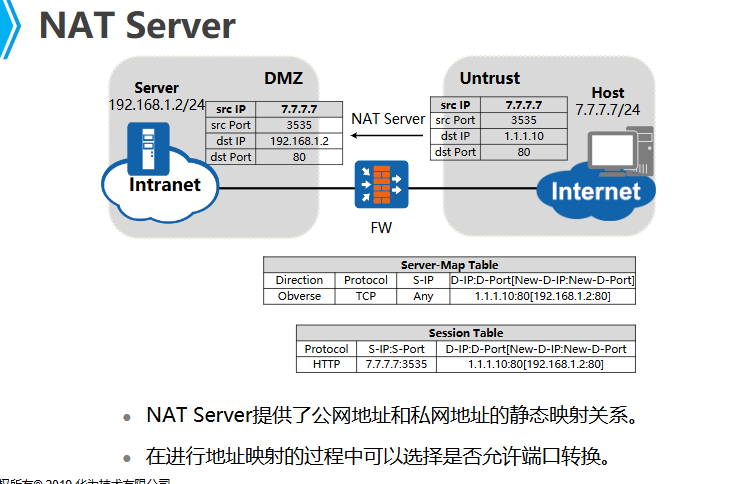 NAT Server
DMZ
Untrust
Server
192.168.1.2/24
Host
7.7.7.7/24
src IP 7.7.7.7
src Port 3535
dst IP 192.168.1.2
dst Port 80
NAT Server
src IP 7.7.7.7
src Port 3535
dst IP 1.1.1.10
dst Port 80
Intranet
Internet
FW
Server-Map Table
Direction Protocol S-IP D-IP:D-Port[New-D-IP:New-D-Port]
Obverse TCP Any 1.1.1.10:80[192.168.1.2:80]
Session Table
Protocol S-IP:S-Port D-IP:D-Port[New-D-IP:New-D-Port
HTTP 7.7.7.7:3535 1.1.1.10:80[192.168.1.2:80]
• NAT Server提供了公网地址和私网地址的静态映射关系。
• 在进行地址映射的过程中可以选择是否允许端口转换。
权所有© 2019 华为技术有限公司